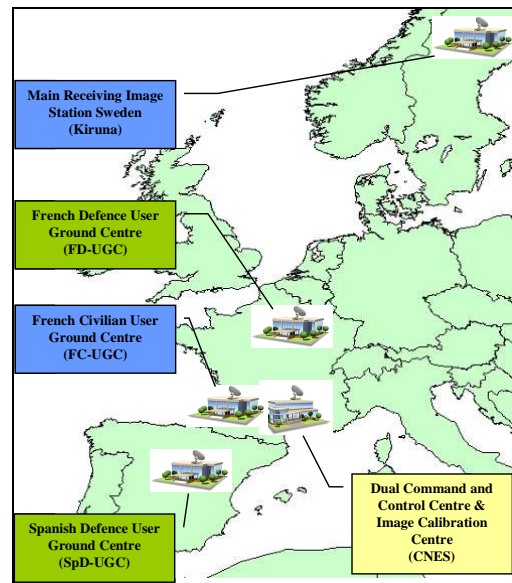 Main Receiving Image
Station Sweden
(Kiruna)
French Defence User
Ground Centre
(FD-UGC)
French Civilian User
Ground Centre
(FC-UGC)
Dual Command and
Control Centre &
Image Calibration
Centre
(CNES)
Spanish Defence User
Ground Centre
(SpD-UGC)